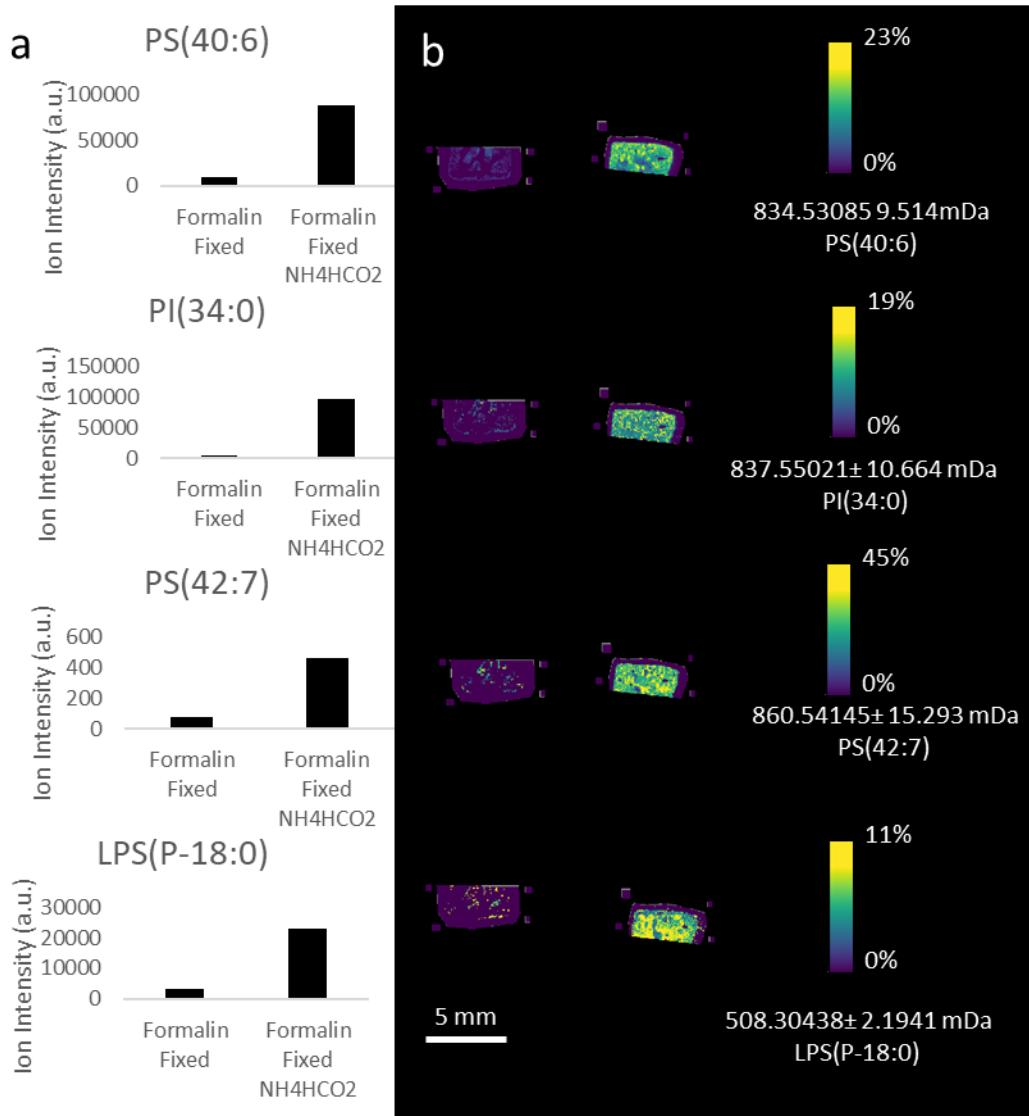 a
PS(40:6)
Ion Intensity (a.u.)
100000
50000
0
Formalin
Fixed
Formalin
Fixed
NH4HCO2
PI(34:0)
Ion Intensity (a.u.)
150000
100000
50000
0
Formalin
Fixed
Formalin
Fixed
NH4HCO2
PS(42:7)
Ion Intensity (a.u.)
600
400
200
0
Formalin
Fixed
Formalin
Fixed
NH4HCO2
LPS(P-18:0)
Ion Intensity (a.u.)
30000
20000
10000
0
Formalin
Fixed
Formalin
Fixed
NH4HCO2
b
23%
0%
834.53085 9.514mDa
PS(40:6)
19%
0%
837.55021± 10.664 mDa
PI(34:0)
45%
0%
860.54145± 15.293 mDa
PS(42:7)
11%
0%
508.30438± 2.1941 mDa
LPS(P-18:0)
5 mm